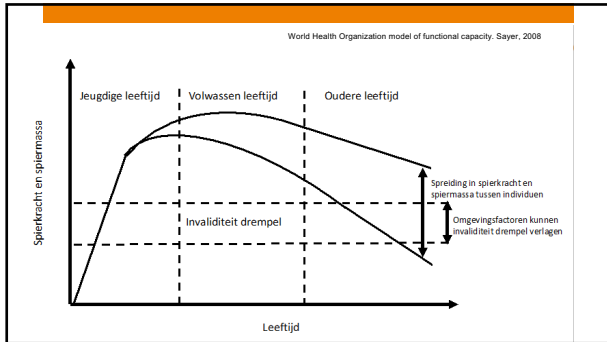 World Health Organization model of functional capacity. Sayer, 2008
Jeugdige leeftijd
Volwassen leeftijd
Oudere leeftijd
Spierkracht en spiermassa
Spreiding in spierkracht en
spiermassa tussen individuen
Invaliditeit drempel
Omgevingsfactoren kunnen
invaliditeit drempel verlagen
Leeftijd